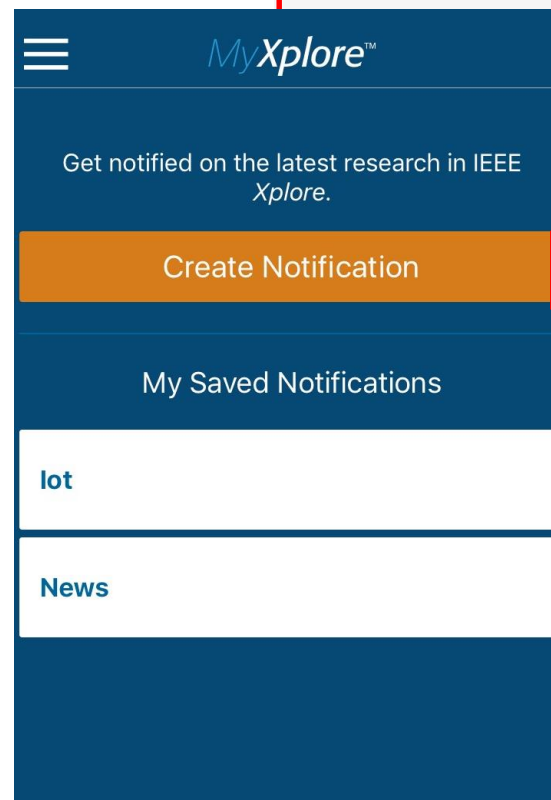 MyXplore™
Get notified on the latest research in IEEE
Xplore.
Create Notification
My Saved Notifications
Iot
News